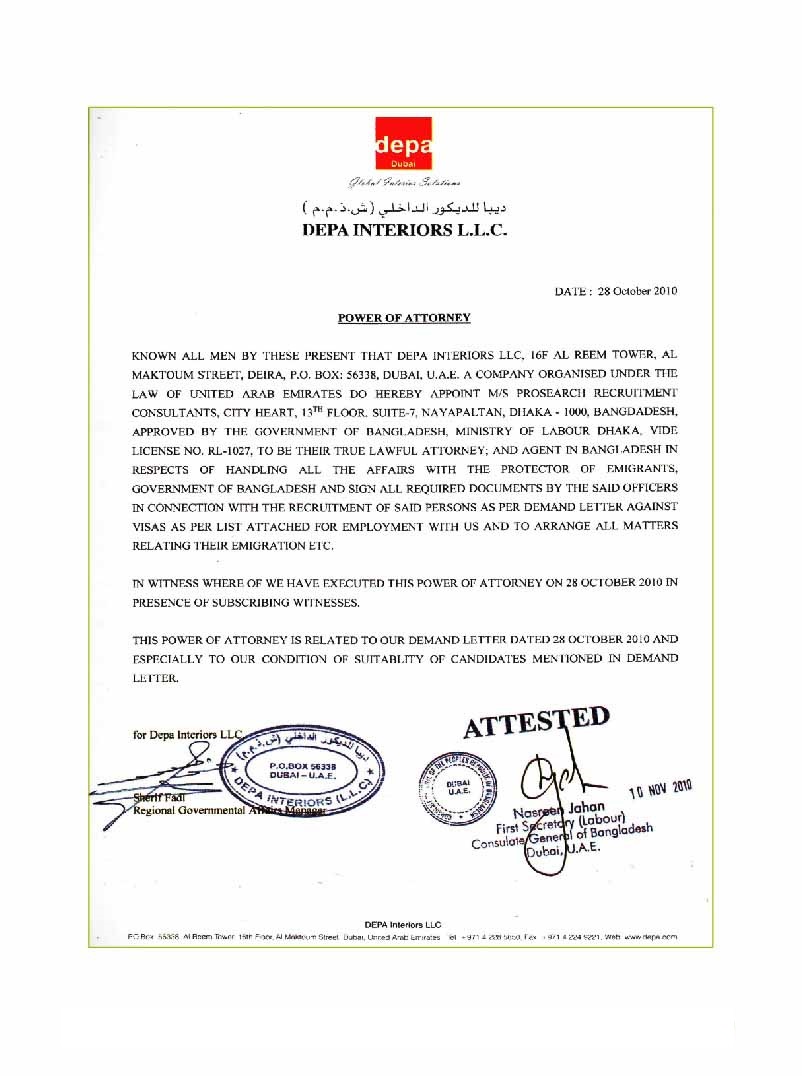 depa
Dubai
Global Interior Solutions
ديبا للديكور الداخلي (ش.ذ.م.م)
DEPA INTERIORS L.L.C.
DATE : 28 October 2010
POWER OF ATTORNEY
KNOWN ALL MEN BY THESE PRESENT THAT DEPA INTERIORS LLC, 16F AL REEM TOWER, AL
MAKTOUM STREET, DEIRA, P.O. BOX: 56338, DUBAI, U.A.E. A COMPANY ORGANISED UNDER THE
LAW OF UNITED ARAB EMIRATES DO HEREBY APPOINT M/S PROSEARCH RECRUITMENT
CONSULTANTS, CITY HEART, 13TH FLOOR, SUITE-7, NAYAPALTAN, DHAKA - 1000, BANGDADESH,
APPROVED BY THE GOVERNMENT OF BANGLADESH, MINISTRY OF LABOUR DHAKA, VIDE
LICENSE NO. RL-1027, TO BE THEIR TRUE LAWFUL ATTORNEY; AND AGENT IN BANGLADESH IN
RESPECTS OF HANDLING ALL THE AFFAIRS WITH THE PROTECTOR OF EMIGRANTS,
GOVERNMENT OF BANGLADESH AND SIGN ALL REQUIRED DOCUMENTS BY THE SAID OFFICERS
IN CONNECTION WITH THE RECRUITMENT OF SAID PERSONS AS PER DEMAND LETTER AGAINST
VISAS AS PER LIST ATTACHED FOR EMPLOYMENT WITH US AND TO ARRANGE ALL MATTERS
RELATING THEIR EMIGRATION ETC.
IN WITNESS WHERE OF WE HAVE EXECUTED THIS POWER OF ATTORNEY ON 28 OCTOBER 2010 IN
PRESENCE OF SUBSCRIBING WITNESSES.
THIS POWER OF ATTORNEY IS RELATED TO OUR DEMAND LETTER DATED 28 OCTOBER 2010 AND
ESPECIALLY TO OUR CONDITION OF SUITABLITY OF CANDIDATES MENTIONED IN DEMAND
LETTER.
for Depa Interiors LLC
ديبا للديكور الداخلي (ش.ذ.م.م)
P.O.BOX 56338
DUBAI – U.A.E.
DEPA INTERIORS (L.L.C)
Sherif Fadl
Regional Governmental Affairs Manager
ATTESTED
DUBAI
U.A.E.
10 NOV 2010
Nasreen Jahan
First Secretary (Labour)
Consulate General of Bangladesh
Dubai, U.A.E.
DEPA Interiors LLC
P.O.Box 56338, Al Reem Tower, 16th Floor, Al Maktoum Street, Dubai, United Arab Emirates Tel Fax +971 4 224 9221, Web: www.depa.com